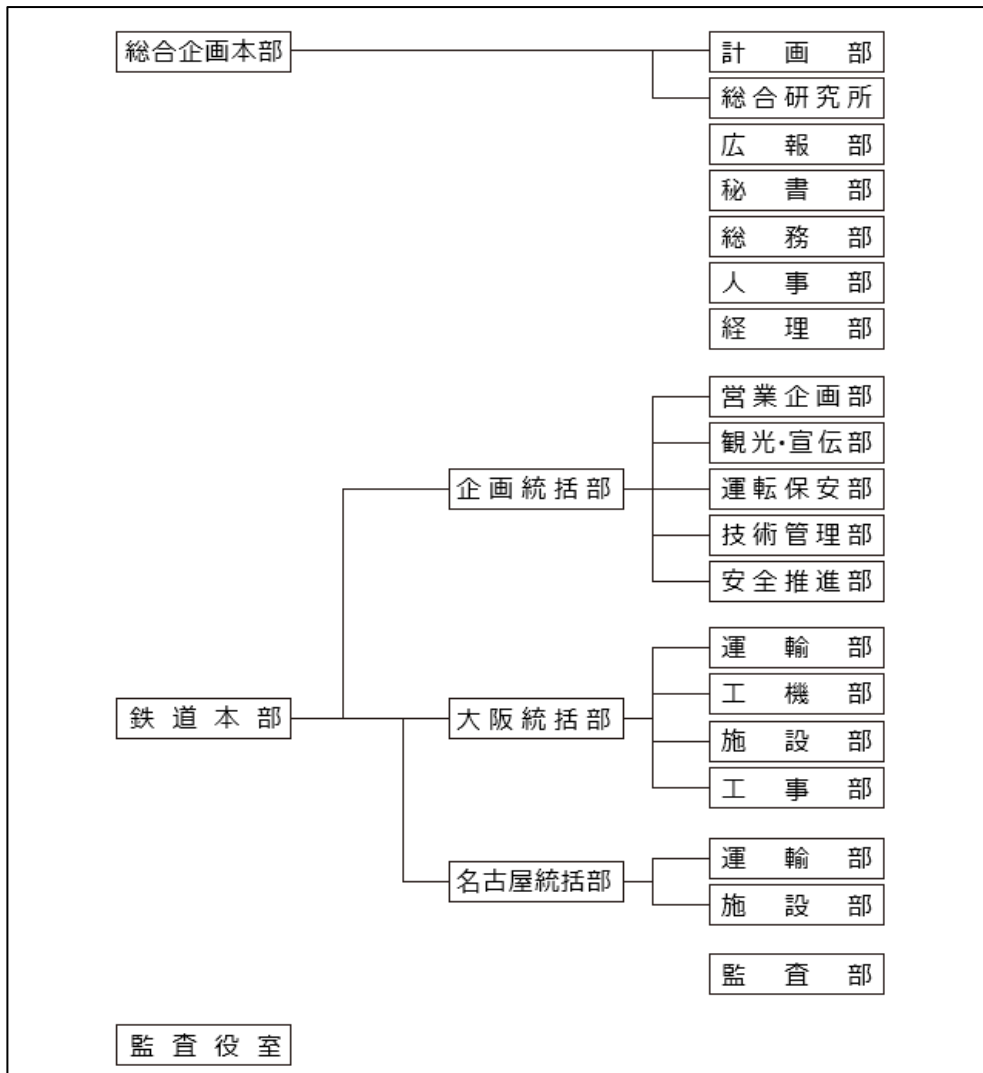 総合企画本部
計画部
総合研究所
広報部
秘書部
総務部
人事部
経理部
営業企画部
観光・宣伝部
企画統括部
運転保安部
技術管理部
安全推進部
運輸部
工機部
鉄道本部
大阪統括部
施設部
工事部
運輸部
名古屋統括部
施設部
監査部
監査役室